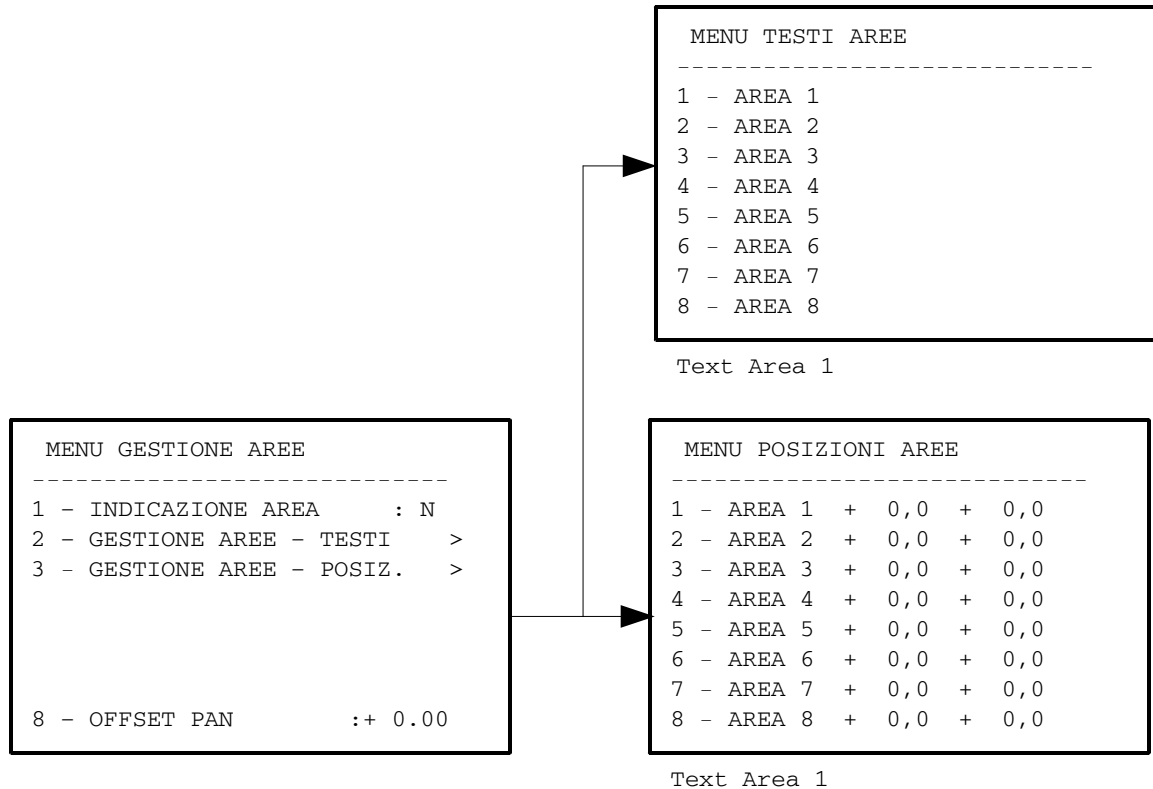 MENU TESTI AREE
-----------------------------
1 - AREA 1
2 - AREA 2
3 - AREA 3
4 - AREA 4
5 - AREA 5
6 - AREA 6
7 - AREA 7
8 - AREA 8
Text Area 1
MENU GESTIONE AREE
-----------------------------
1 - INDICAZIONE AREA : N
2 - GESTIONE AREE - TESTI >
3 - GESTIONE AREE - POSIZ. >
8 - OFFSET PAN :+ 0.00
MENU POSIZIONI AREE
-----------------------------
1 - AREA 1 + 0,0 + 0,0
2 - AREA 2 + 0,0 + 0,0
3 - AREA 3 + 0,0 + 0,0
4 - AREA 4 + 0,0 + 0,0
5 - AREA 5 + 0,0 + 0,0
6 - AREA 6 + 0,0 + 0,0
7 - AREA 7 + 0,0 + 0,0
8 - AREA 8 + 0,0 + 0,0
Text Area 1